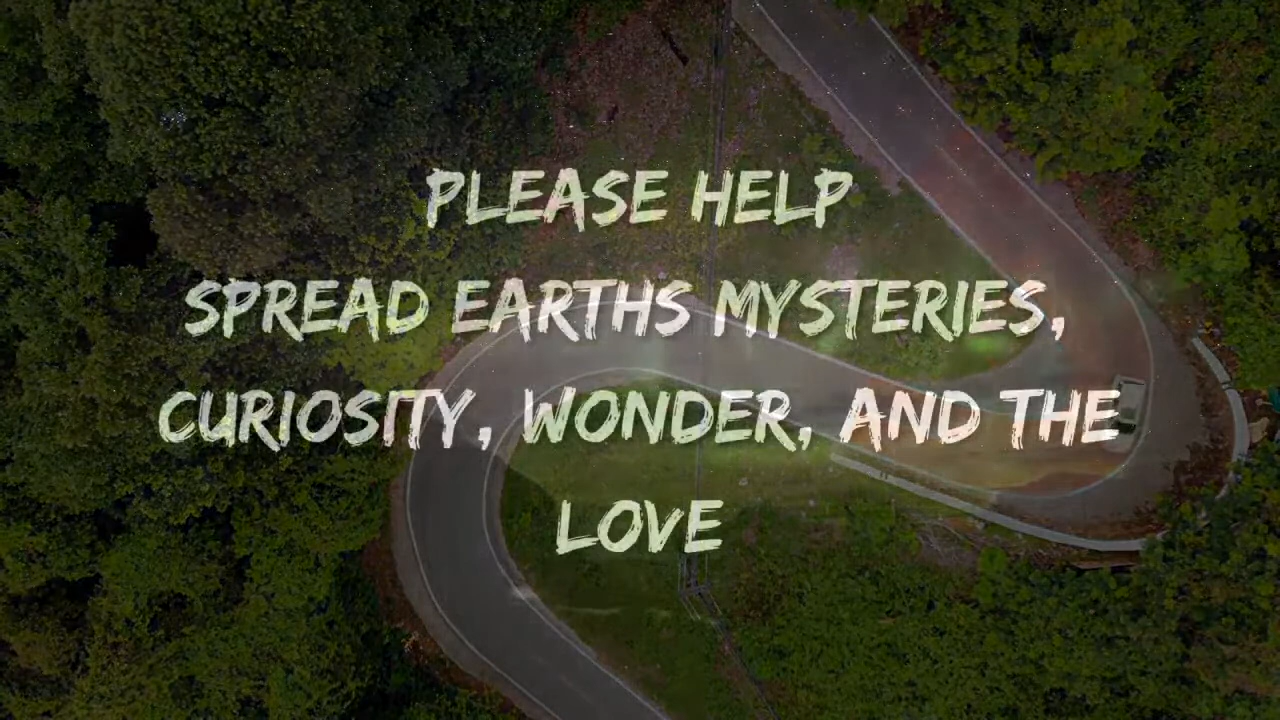 PLEASE HELP
SPREAD EARTHS MYSTERIES,
CURIOSITY, WONDER, AND THE
LOVE